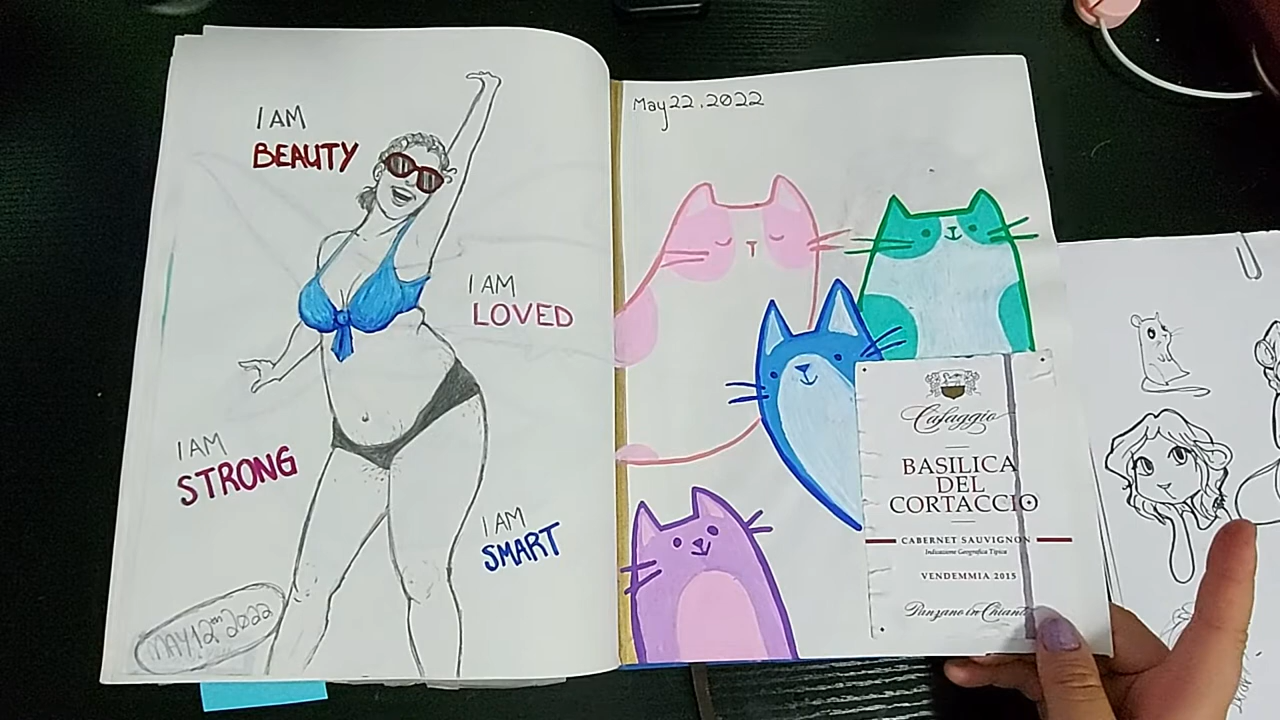 I AM
BEAUTY
I AM
LOVED
I AM
STRONG
I AM
SMART
MAY 12th 2022
May 22, 2022
Cafaggio
BASILICA
DEL
CORTACCIO
CABERNET SAUVIGNON
Indicazione Geografica Tipica
VENDEMMIA 2015
Panzano in Chianti